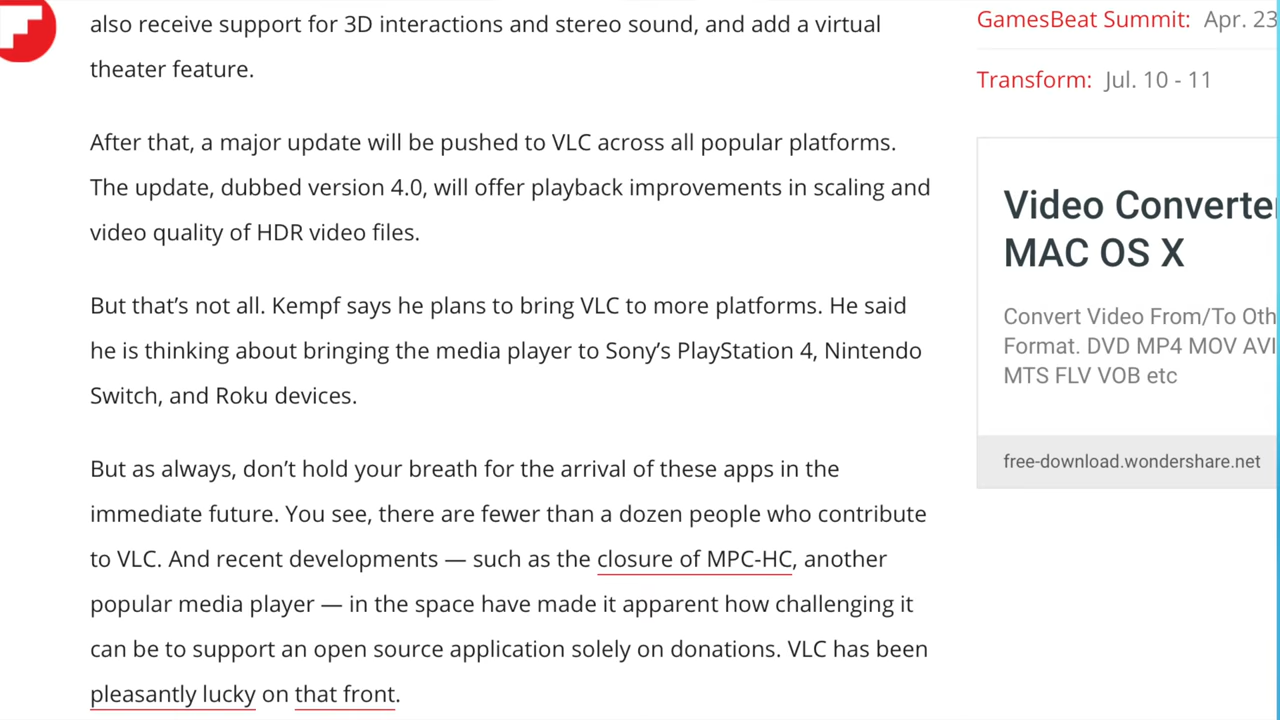 also receive support for 3D interactions and stereo sound, and add a virtual
theater feature.
After that, a major update will be pushed to VLC across all popular platforms.
The update, dubbed version 4.0, will offer playback improvements in scaling and
video quality of HDR video files.
But that’s not all. Kempf says he plans to bring VLC to more platforms. He said
he is thinking about bringing the media player to Sony’s PlayStation 4, Nintendo
Switch, and Roku devices.
But as always, don’t hold your breath for the arrival of these apps in the
immediate future. You see, there are fewer than a dozen people who contribute
to VLC. And recent developments — such as the closure of MPC-HC, another
popular media player — in the space have made it apparent how challenging it
can be to support an open source application solely on donations. VLC has been
pleasantly lucky on that front.
GamesBeat Summit: Apr. 23
Transform: Jul. 10 - 11
Video Converter
MAC OS X
Convert Video From/To Oth
Format. DVD MP4 MOV AVI
MTS FLV VOB etc
free-download.wondershare.net